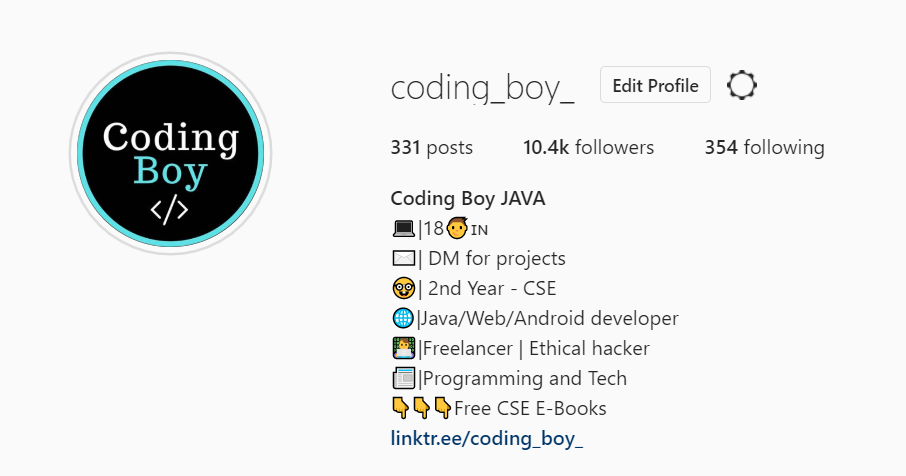 Coding
Boy
</>
coding_boy_ Edit Profile
331 posts 10.4k followers 354 following
Coding Boy JAVA
💻|18👨🇮🇳
✉️| DM for projects
🤓| 2nd Year - CSE
🌐|Java/Web/Android developer
👨‍💻|Freelancer | Ethical hacker
📰|Programming and Tech
👇👇👇Free CSE E-Books
linktr.ee/coding_boy_